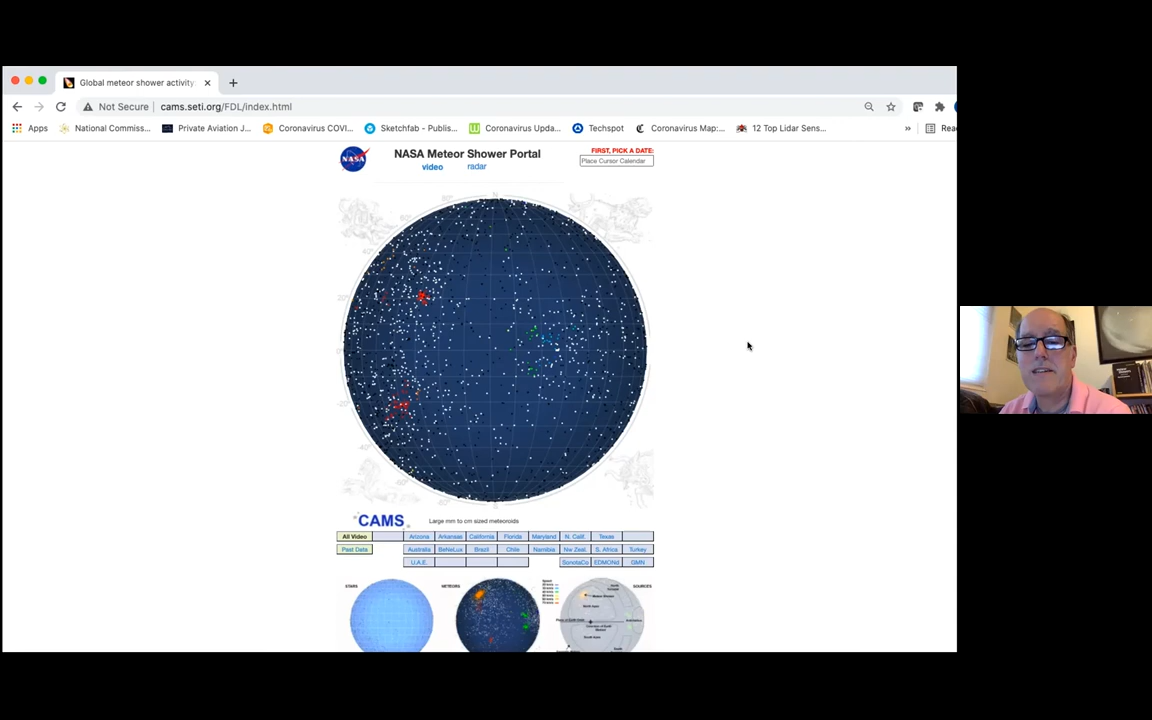 Global meteor shower activity
Not Secure | cams.seti.org/FDL/index.html
Apps National Commiss... Private Aviation J... Coronavirus COVI... Sketchfab - Publis... Coronavirus Upda... Techspot Coronavirus Map:... 12 Top Lidar Sens... » Rea
NASA
NASA Meteor Shower Portal
FIRST, PICK A DATE:
video radar
Place Cursor Calendar
N
CAMS
Large mm to cm sized meteoroids
All Video Arizona Arkansas California Florida Maryland N. Calif. Texas
Past Data Australia BeNeLux Brazil Chile Namibia Nw Zeal. S. Africa Turkey
U.A.E. SonotaCo EDMONd GMN
STARS METEORS SOURCES